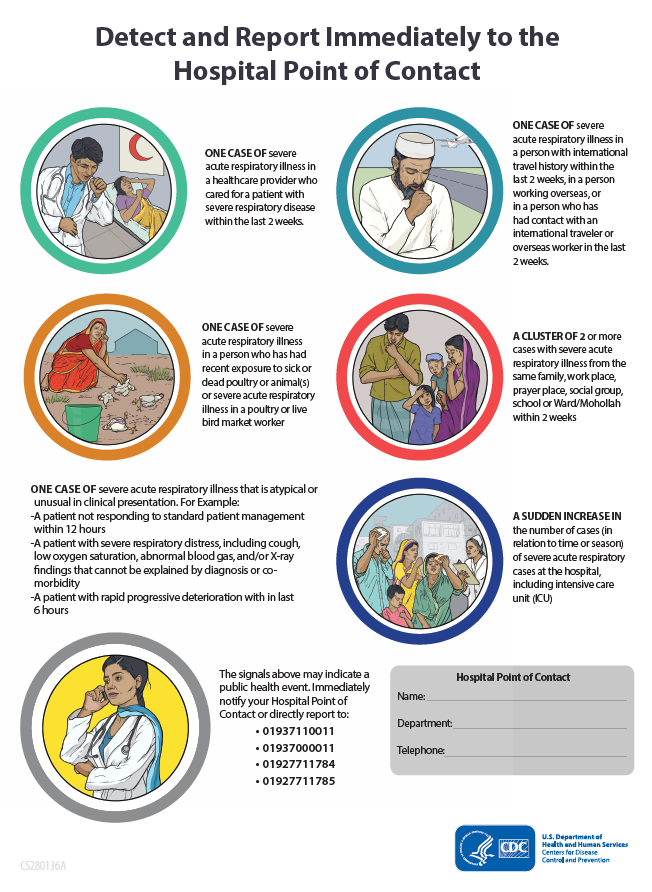 Detect and Report Immediately to the
Hospital Point of Contact
ONE CASE OF severe
acute respiratory illness in
a healthcare provider who
cared for a patient with
severe respiratory disease
within the last 2 weeks.
ONE CASE OF severe
acute respiratory illness in
a person with international
travel history within the
last 2 weeks, in a person
working overseas, or
in a person who has
had contact with an
international traveler or
overseas worker in the last
2 weeks.
ONE CASE OF severe
acute respiratory illness
in a person who has had
recent exposure to sick or
dead poultry or animal(s)
or severe acute respiratory
illness in a poultry or live
bird market worker
A CLUSTER OF 2 or more
cases with severe acute
respiratory illness from the
same family, work place,
prayer place, social group,
school or Ward/Mohollah
within 2 weeks
ONE CASE OF severe acute respiratory illness that is atypical or
unusual in clinical presentation. For Example:
-A patient not responding to standard patient management
within 12 hours
-A patient with severe respiratory distress, including cough,
low oxygen saturation, abnormal blood gas, and/or X-ray
findings that cannot be explained by diagnosis or co-
morbidity
-A patient with rapid progressive deterioration with in last
6 hours
A SUDDEN INCREASE IN
the number of cases (in
relation to time or season)
of severe acute respiratory
cases at the hospital,
including intensive care
unit (ICU)
The signals above may indicate a
public health event. Immediately
notify your Hospital Point of
Contact or directly report to:
• 01937110011
• 01937000011
• 01927711784
• 01927711785
Hospital Point of Contact
Name:
Department:
Telephone:
CDC
U.S. Department of
Health and Human Services
Centers for Disease
Control and Prevention
CS280136A